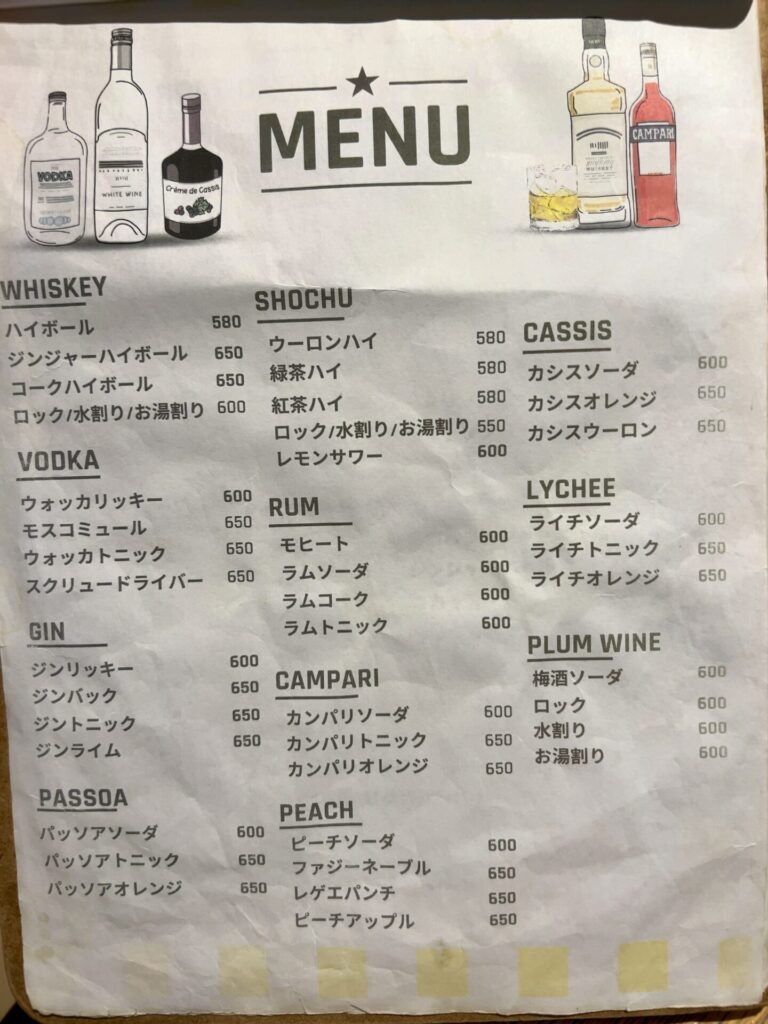 MENU
VODKA
WHITE WINE
Crème de Cassis
WHISKEY
CAMPARI
WHISKEY
ハイボール 580
ジンジャーハイボール 650
コークハイボール 650
ロック/水割り/お湯割り 600
VODKA
ウォッカリッキー 600
モスコミュール 650
ウォッカトニック 650
スクリュードライバー 650
GIN
ジンリッキー 600
ジンバック 650
ジントニック 650
ジンライム 650
PASSOA
パッソアソーダ 600
パッソアトニック 650
パッソアオレンジ 650
SHOCHU
ウーロンハイ 580
緑茶ハイ 580
紅茶ハイ 580
ロック/水割り/お湯割り 550
レモンサワー 600
RUM
モヒート 600
ラムソーダ 600
ラムコーク 600
ラムトニック 600
CAMPARI
カンパリソーダ 600
カンパリトニック 650
カンパリオレンジ 650
PEACH
ピーチソーダ 600
ファジーネーブル 650
レゲエパンチ 650
ピーチアップル 650
CASSIS
カシスソーダ 600
カシスオレンジ 650
カシスウーロン 650
LYCHEE
ライチソーダ 600
ライチトニック 650
ライチオレンジ 650
PLUM WINE
梅酒ソーダ 600
ロック 600
水割り 600
お湯割り 600